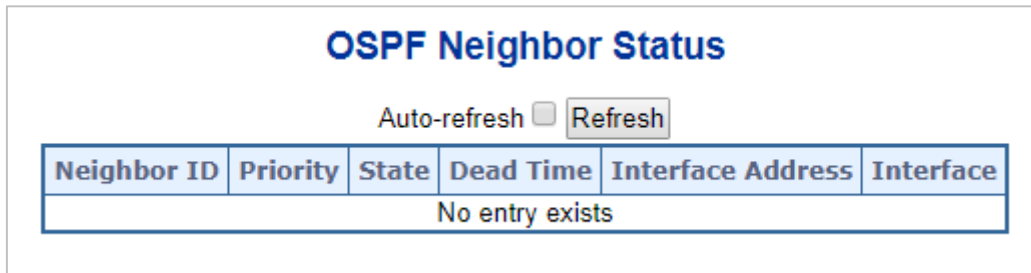 OSPF Neighbor Status
Auto-refresh Refresh
Neighbor ID Priority State Dead Time Interface Address Interface
No entry exists